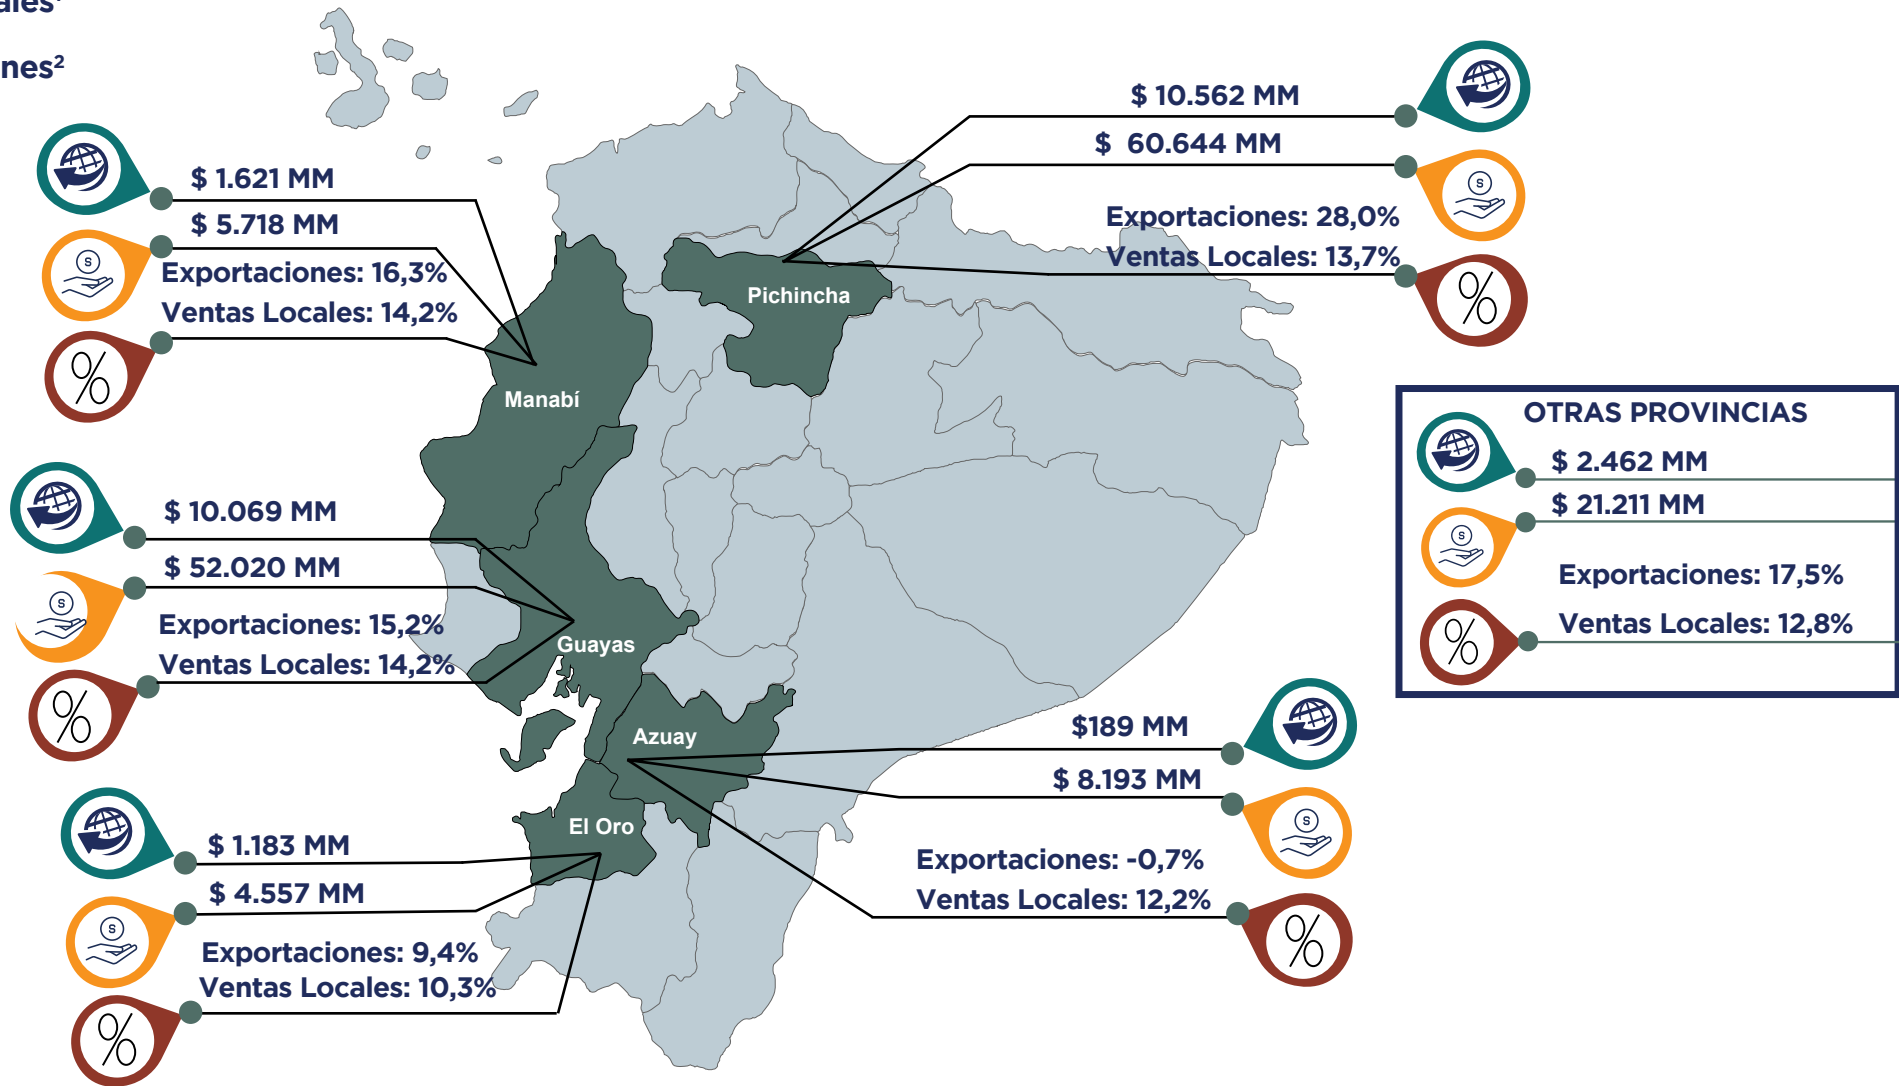 ales¹
nes²
$ 1.621 MM
$ 5.718 MM
Exportaciones: 16,3%
Ventas Locales: 14,2%
%
$ 10.562 MM
$ 60.644 MM
Exportaciones: 28,0%
Ventas Locales: 13,7%
%
Pichincha
Manabí
OTRAS PROVINCIAS
$ 2.462 MM
$ 21.211 MM
Exportaciones: 17,5%
Ventas Locales: 12,8%
%
$ 10.069 MM
$ 52.020 MM
Exportaciones: 15,2%
Ventas Locales: 14,2%
%
Guayas
Azuay
$189 MM
$ 8.193 MM
Exportaciones: -0,7%
Ventas Locales: 12,2%
%
El Oro
$ 1.183 MM
$ 4.557 MM
Exportaciones: 9,4%
Ventas Locales: 10,3%
%